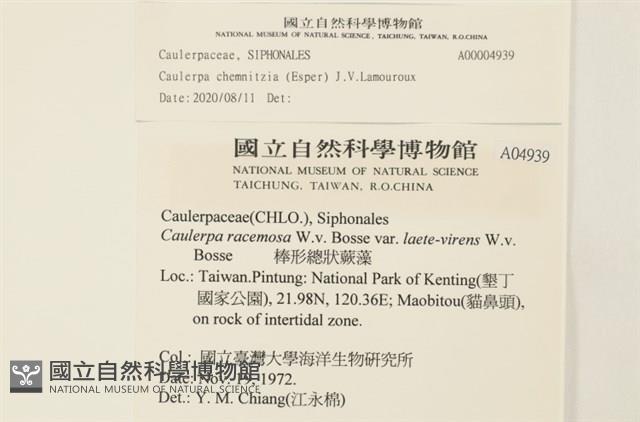 國立自然科學博物館
NATIONAL MUSEUM OF NATURAL SCIENCE, TAICHUNG, TAIWAN, R.O.CHINA
Caulerpaceae, SIPHONALES A00004939
Caulerpa chemnitzia (Esper) J.V.Lamouroux
Date:2020/08/11 Det:
國立自然科學博物館 A04939
NATIONAL MUSEUM OF NATURAL SCIENCE
TAICHUNG, TAIWAN, R.O.CHINA
Caulerpaceae(CHLO.), Siphonales
Caulerpa racemosa W.v. Bosse var. laete-virens W.v.
Bosse 棒形總狀蕨藻
Loc.: Taiwan.Pintung: National Park of Kenting(墾丁
國家公園), 21.98N, 120.36E; Maobitou(貓鼻頭),
on rock of intertidal zone.
Col.: 國立臺灣大學海洋生物研究所
國立自然科學博物館
Date: Nov. 19, 1972.
NATIONAL MUSEUM OF NATURAL SCIENCE
Det.: Y. M. Chiang(江永棉)